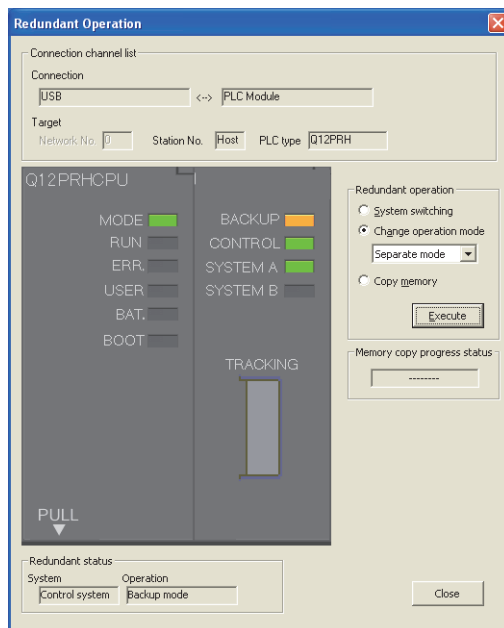 Redundant Operation
Connection channel list
Connection
USB <--> PLC Module
Target
Network No. 0 Station No. Host PLC type Q12PRH
Q12PRHCPU
MODE
RUN
ERR.
USER
BAT.
BOOT
BACKUP
CONTROL
SYSTEM A
SYSTEM B
TRACKING
PULL
Redundant operation
System switching
Change operation mode
Separate mode
Copy memory
Execute
Memory copy progress status
--------
Redundant status
System Operation
Control system Backup mode
Close